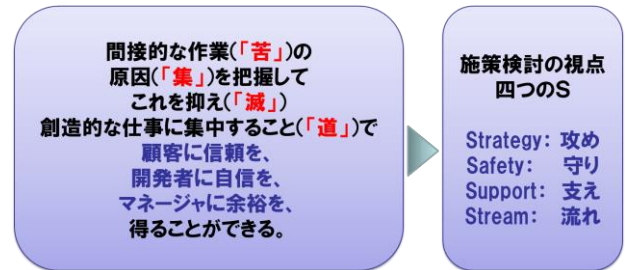 間接的な作業(「苦」)の
原因(「集」)を把握して
これを抑え(「滅」)
創造的な仕事に集中すること(「道」)で
顧客に信頼を、
開発者に自信を、
マネージャに余裕を、
得ることができる。
施策検討の視点
四つのS
Strategy: 攻め
Safety: 守り
Support: 支え
Stream: 流れ